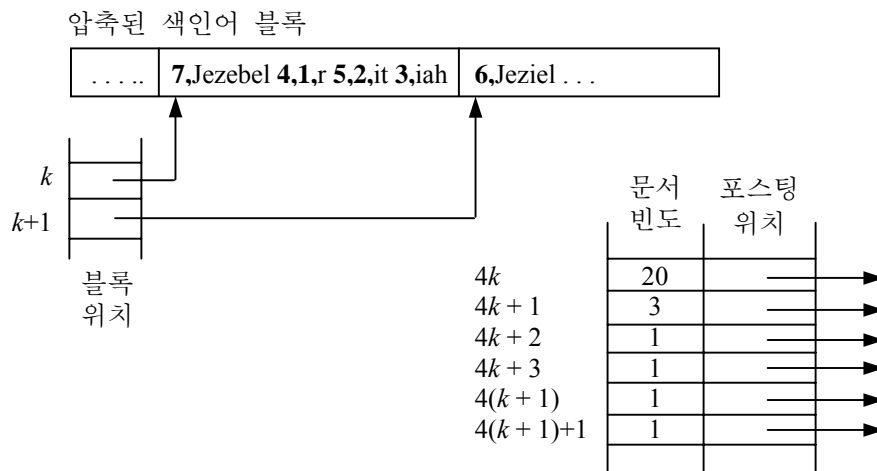 압축된 색인어 블록
. . . . . 7,Jezebel 4,1,r 5,2,it 3,iah 6,Jeziel . . .
k
k+1
블록
위치
문서 포스팅
빈도 위치
4k 20
4k + 1 3
4k + 2 1
4k + 3 1
4(k + 1) 1
4(k + 1)+1 1